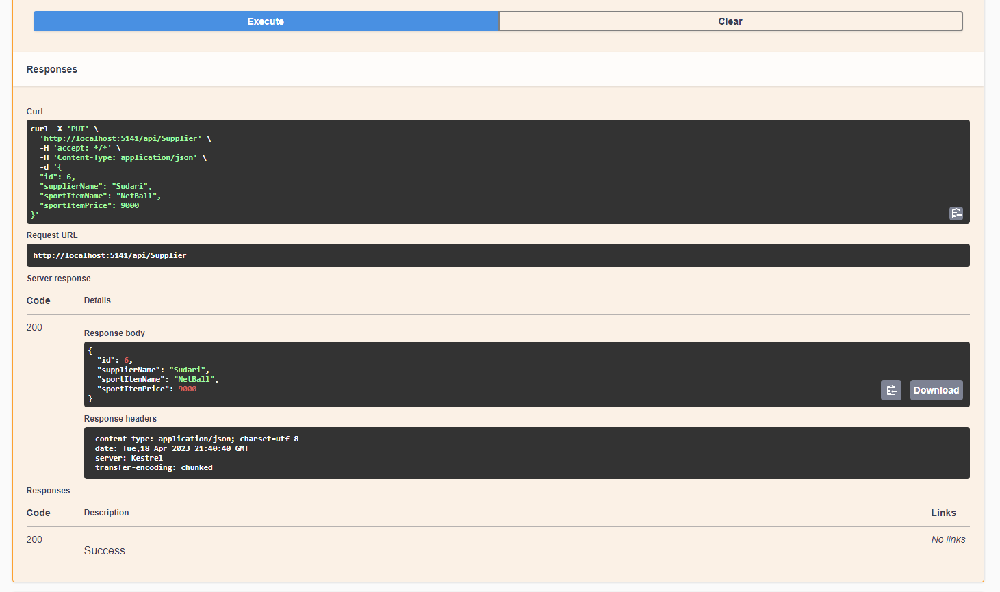 Execute
Clear
Responses
Curl
curl -X 'PUT' \
  'http://localhost:5141/api/Supplier' \
  -H 'accept: */*' \
  -H 'Content-Type: application/json' \
  -d '{
  "id": 6,
  "supplierName": "Sudari",
  "sportItemName": "NetBall",
  "sportItemPrice": 9000
}'
Request URL
http://localhost:5141/api/Supplier
Server response
Code Details
200
Response body
{
  "id": 6,
  "supplierName": "Sudari",
  "sportItemName": "NetBall",
  "sportItemPrice": 9000
}
Download
Response headers
content-type: application/json; charset=utf-8
date: Tue,18 Apr 2023 21:40:40 GMT
server: Kestrel
transfer-encoding: chunked
Responses
Code Description Links
200 No links
Success